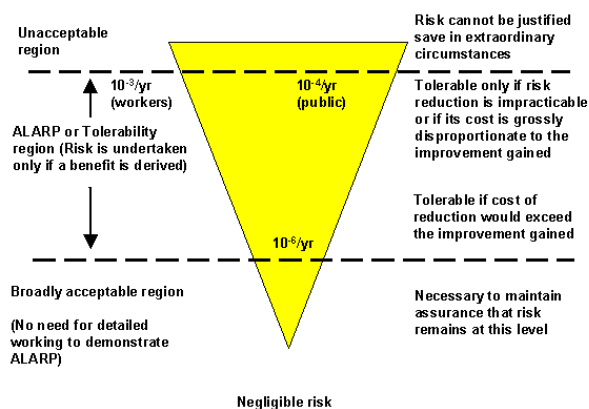 Unacceptable
region
Risk cannot be justified
save in extraordinary
circumstances
10⁻³/yr
(workers)
10⁻⁴/yr
(public)
Tolerable only if risk
reduction is impracticable
or if its cost is grossly
disproportionate to the
improvement gained
ALARP or Tolerability
region (Risk is undertaken
only if a benefit is derived)
Tolerable if cost of
reduction would exceed
the improvement gained
10⁻⁶/yr
Broadly acceptable region
(No need for detailed
working to demonstrate
ALARP)
Necessary to maintain
assurance that risk
remains at this level
Negligible risk